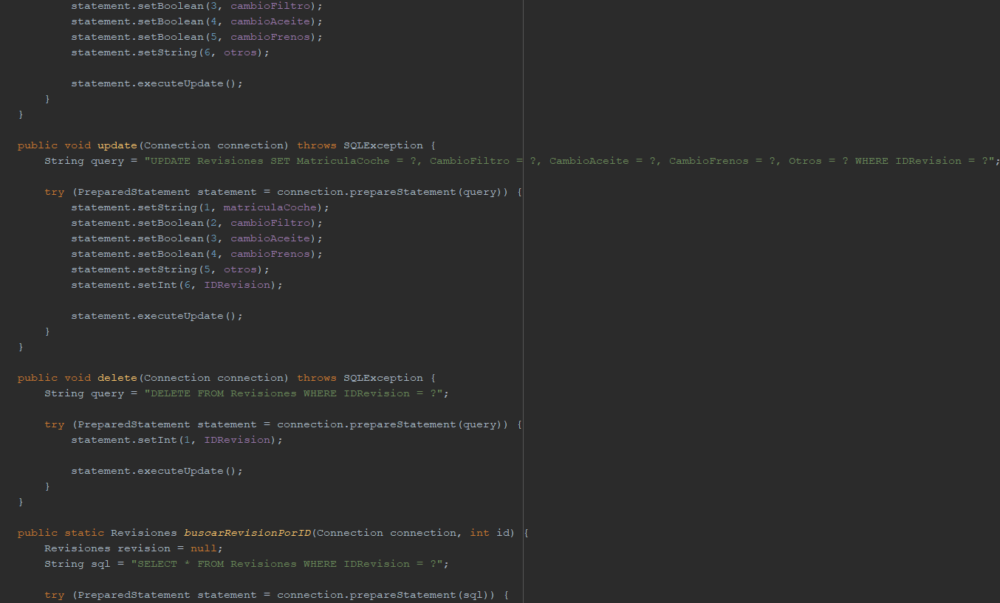 statement.setBoolean(3, cambioFiltro);
statement.setBoolean(4, cambioAceite);
statement.setBoolean(5, cambioFrenos);
statement.setString(6, otros);
statement.executeUpdate();
}
}
public void update(Connection connection) throws SQLException {
String query = "UPDATE Revisiones SET MatriculaCoche = ?, CambioFiltro = ?, CambioAceite = ?, CambioFrenos = ?, Otros = ? WHERE IDRevision = ?";
try (PreparedStatement statement = connection.prepareStatement(query)) {
statement.setString(1, matriculaCoche);
statement.setBoolean(2, cambioFiltro);
statement.setBoolean(3, cambioAceite);
statement.setBoolean(4, cambioFrenos);
statement.setString(5, otros);
statement.setInt(6, IDRevision);
statement.executeUpdate();
}
}
public void delete(Connection connection) throws SQLException {
String query = "DELETE FROM Revisiones WHERE IDRevision = ?";
try (PreparedStatement statement = connection.prepareStatement(query)) {
statement.setInt(1, IDRevision);
statement.executeUpdate();
}
}
public static Revisiones buscarRevisionPorID(Connection connection, int id) {
Revisiones revision = null;
String sql = "SELECT * FROM Revisiones WHERE IDRevision = ?";
try (PreparedStatement statement = connection.prepareStatement(sql)) {